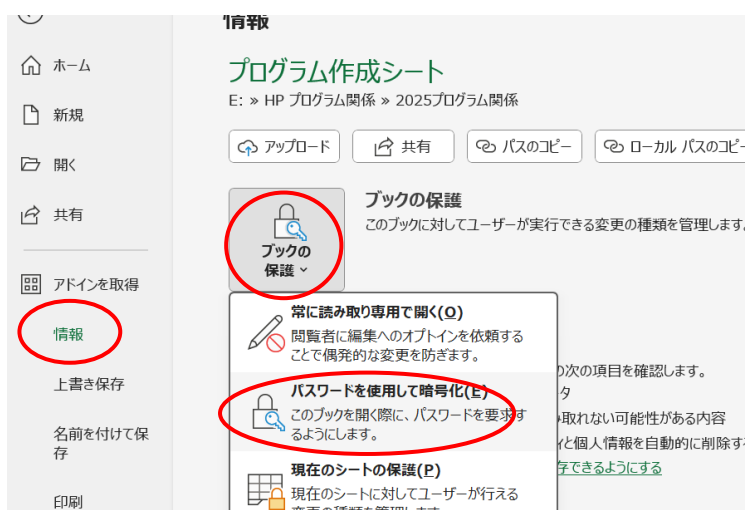 情報
ホーム
新規
開く
共有
アドインを取得
情報
上書き保存
名前を付けて保
存
印刷
プログラム作成シート
E: » HP プログラム関係 » 2025プログラム関係
アップロード
共有
パスのコピー
ローカル パスのコピー
ブックの
保護
ブックの保護
このブックに対してユーザーが実行できる変更の種類を管理します。
常に読み取り専用で開く(O)
閲覧者に編集へのオプトインを依頼する
ことで偶発的な変更を防ぎます。
パスワードを使用して暗号化(E)
このブックを開く際に、パスワードを要求す
るようにします。
現在のシートの保護(P)
現在のシートに対してユーザーが行える
変更の種類を管理します。
の次の項目を確認します。
タ
取れない可能性がある内容
と個人情報を自動的に削除す
存できるようにする